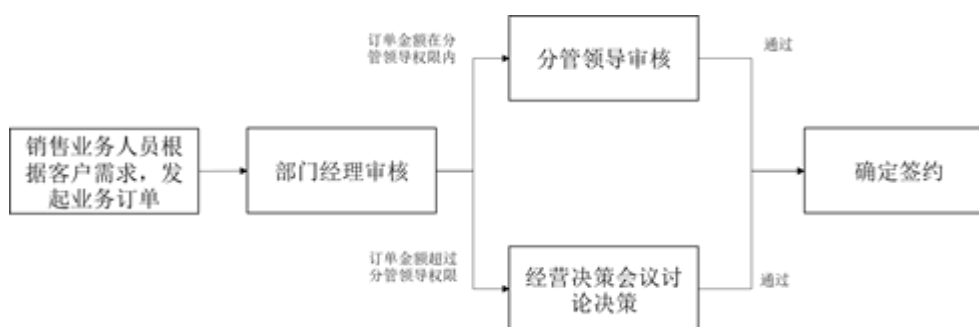 订单金额在分
管领导权限内
分管领导审核
通过
销售业务人员根
据客户需求，发
起业务订单
部门经理审核
确定签约
订单金额超过
分管领导权限
经营决策会议讨
论决策
通过